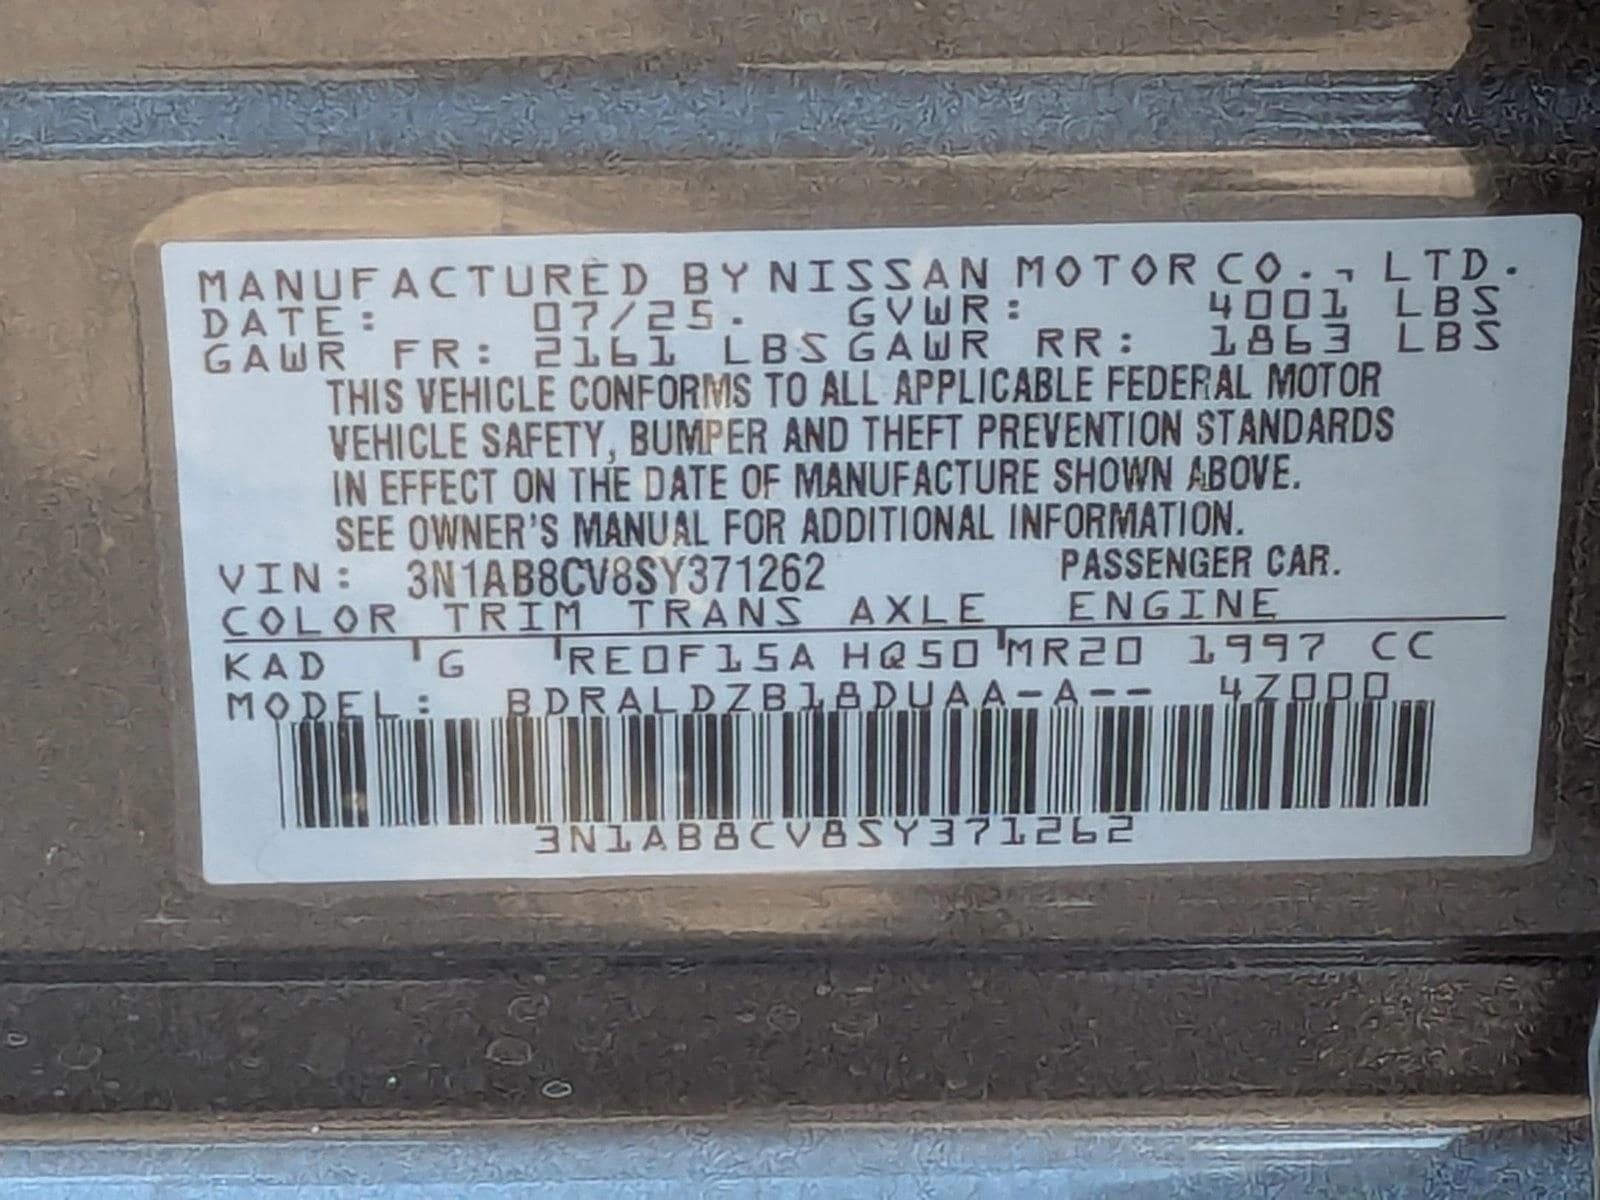 MANUFACTURED BY NISSAN MOTOR CO., LTD.
DATE: 07/25. GVWR: 4001 LBS
GAWR FR: 2161 LBS GAWR RR: 1863 LBS
THIS VEHICLE CONFORMS TO ALL APPLICABLE FEDERAL MOTOR
VEHICLE SAFETY, BUMPER AND THEFT PREVENTION STANDARDS
IN EFFECT ON THE DATE OF MANUFACTURE SHOWN ABOVE.
SEE OWNER'S MANUAL FOR ADDITIONAL INFORMATION.
VIN: 3N1AB8CV8SY371262 PASSENGER CAR.
COLOR TRIM TRANS AXLE ENGINE
KAD G RE0F15A HQ50 MR20 1997 CC
MODEL: BDRALDZB18DUAA-A-- 4Z000
3N1AB8CV8SY371262